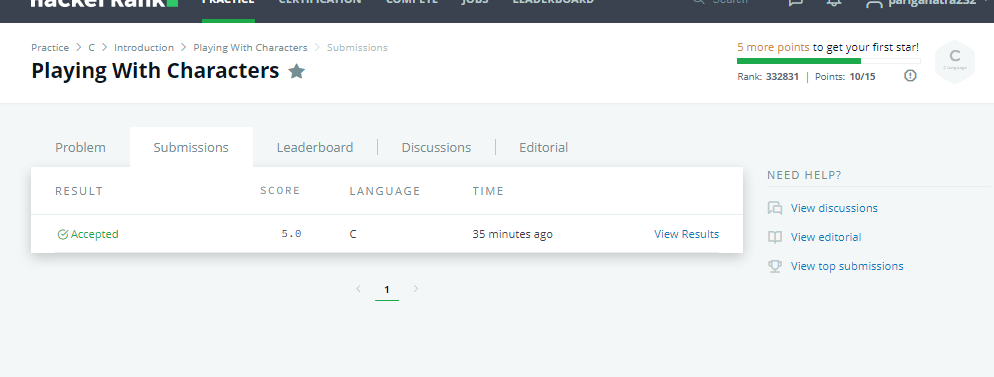 HackerRank PRACTICE CERTIFICATION COMPETE JOBS LEADERBOARD Search
Practice > C > Introduction > Playing With Characters > Submissions
Playing With Characters
5 more points to get your first star!
Rank: 332831 | Points: 10/15
C
C language
Problem Submissions Leaderboard Discussions Editorial
RESULT SCORE LANGUAGE TIME
Accepted 5.0 C 35 minutes ago View Results
1
NEED HELP?
View discussions
View editorial
View top submissions